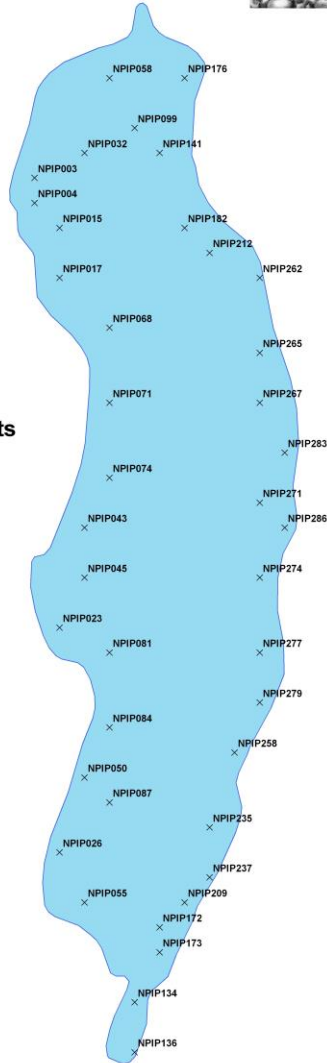 NPIP058 NPIP176
NPIP099
NPIP032 NPIP141
NPIP003
NPIP004
NPIP015 NPIP182
NPIP212
NPIP017 NPIP262
NPIP068
NPIP265
NPIP071 NPIP267
ts
NPIP283
NPIP074
NPIP271
NPIP043 NPIP286
NPIP045 NPIP274
NPIP023
NPIP081 NPIP277
NPIP279
NPIP084
NPIP258
NPIP050
NPIP087
NPIP235
NPIP026
NPIP237
NPIP055 NPIP209
NPIP172
NPIP173
NPIP134
NPIP136